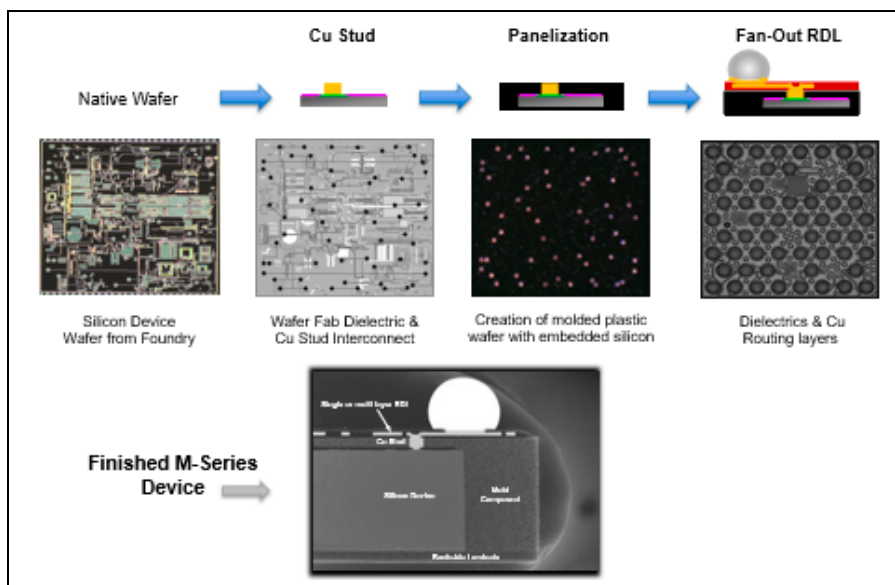 Cu Stud
Panelization
Fan-Out RDL
Native Wafer
Silicon Device
Wafer from Foundry
Wafer Fab Dielectric &
Cu Stud Interconnect
Creation of molded plastic
wafer with embedded silicon
Dielectrics & Cu
Routing layers
Finished M-Series
Device
Single or multi layer RDL
Cu Stud
Silicon Device
Mold
Compound
Backside Laminate